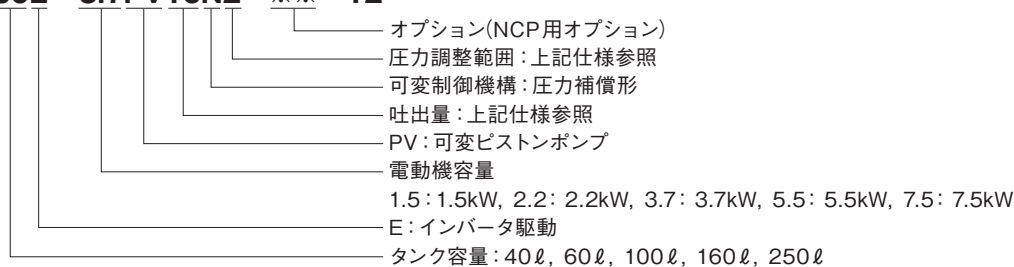 オプション(NCP用オプション)
圧力調整範囲：上記仕様参照
可変制御機構：圧力補償形
吐出量：上記仕様参照
PV：可変ピストンポンプ
電動機容量
1.5：1.5kW, 2.2：2.2kW, 3.7：3.7kW, 5.5：5.5kW, 7.5：7.5kW
E：インバータ駆動
タンク容量：40ℓ, 60ℓ, 100ℓ, 160ℓ, 250ℓ